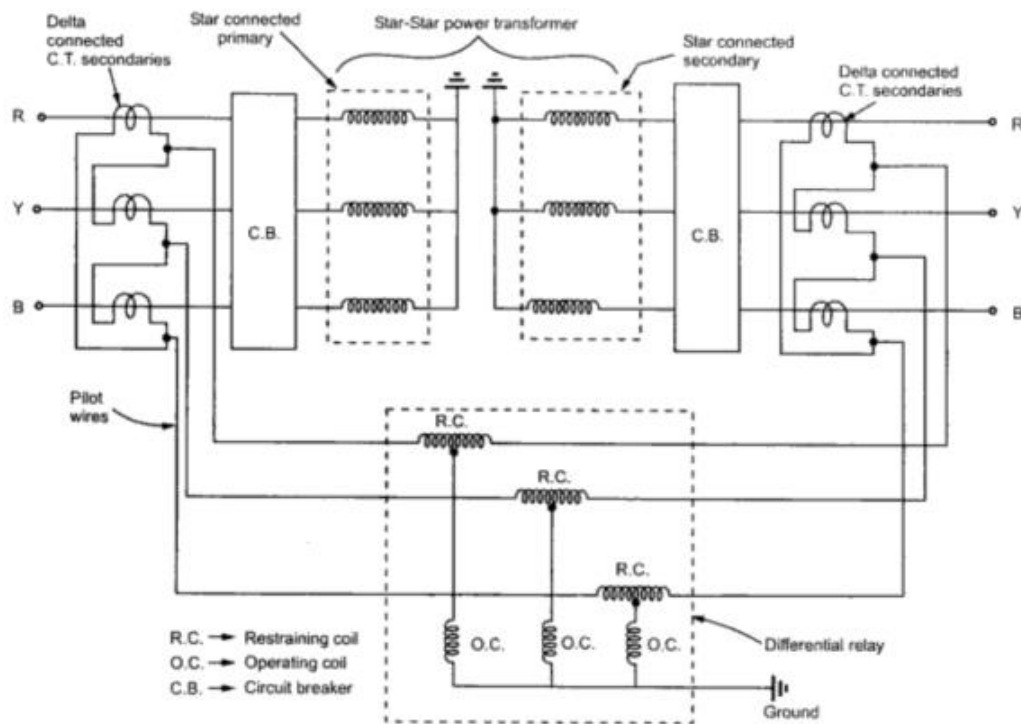 Delta
connected
C.T. secondaries
Star connected
primary
Star-Star power transformer
Star connected
secondary
Delta connected
C.T. secondaries
R
R
Y
Y
C.B.
C.B.
B
B
Pilot
wires
R.C.
R.C.
R.C.
R.C. → Restraining coil
O.C. → Operating coil
C.B. → Circuit breaker
O.C.
O.C.
O.C.
Differential relay
Ground